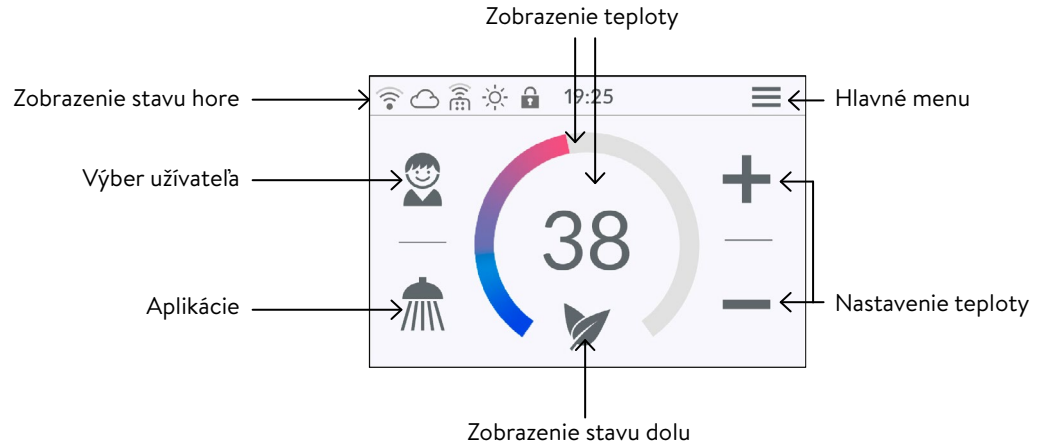 Zobrazenie teploty
Zobrazenie stavu hore
19:25
Hlavné menu
Výber užívateľa
38
Aplikácie
Nastavenie teploty
Zobrazenie stavu dolu